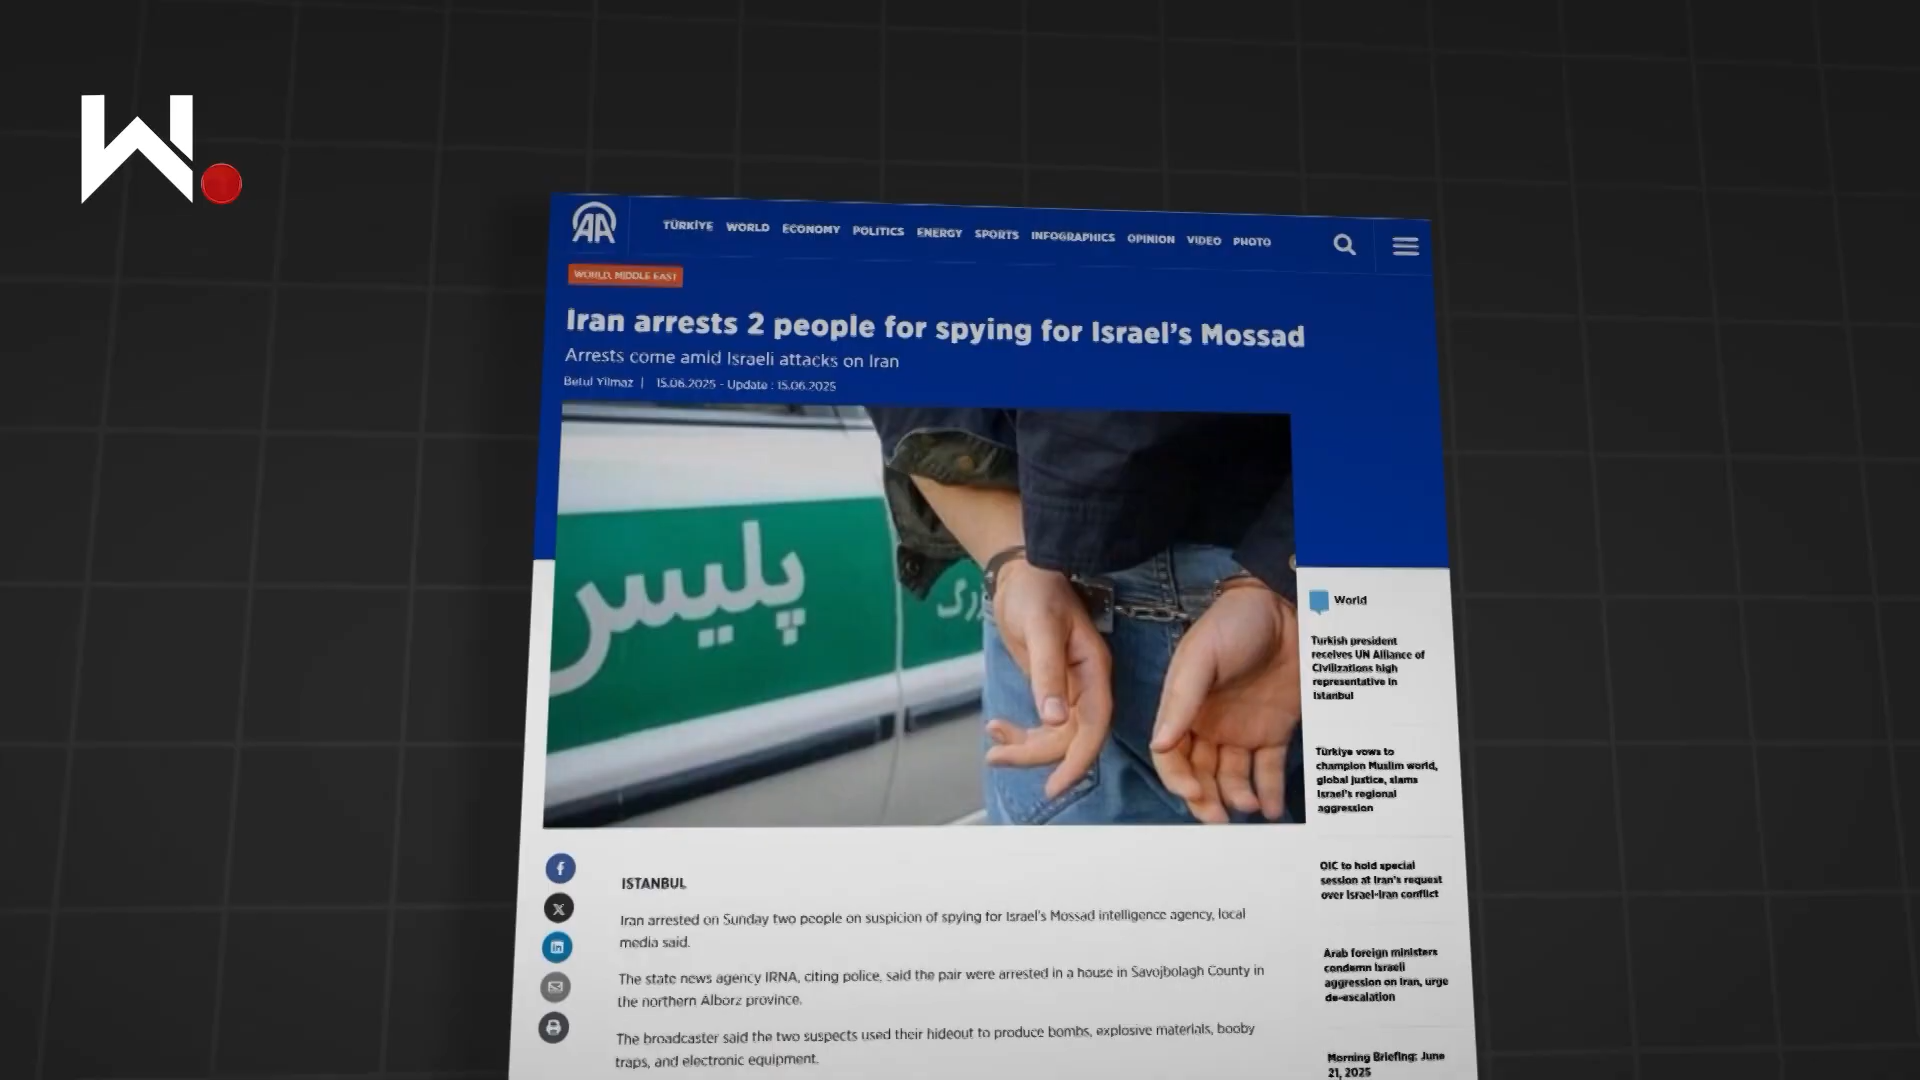 W.
AA
TÜRKİYE WORLD ECONOMY POLITICS ENERGY SPORTS INFOGRAPHICS OPINION VIDEO PHOTO
WORLD, MIDDLE EAST
Iran arrests 2 people for spying for Israel's Mossad
Arrests come amid Israeli attacks on Iran
Betul Yilmaz | 15.06.2025 - Update : 15.06.2025
پلیس
ISTANBUL
Iran arrested on Sunday two people on suspicion of spying for Israel's Mossad intelligence agency, local
media said.
The state news agency IRNA, citing police, said the pair were arrested in a house in Savojbolagh County in
the northern Alborz province.
The broadcaster said the two suspects used their hideout to produce bombs, explosive materials, booby
traps, and electronic equipment.
World
Turkish president
receives UN Alliance of
Civilizations high
representative in
Istanbul
Türkiye vows to
champion Muslim world,
global justice, slams
Israel's regional
aggression
OIC to hold special
session at Iran's request
over Israel-Iran conflict
Arab foreign ministers
condemn Israeli
aggression on Iran, urge
de-escalation
Morning Briefing: June
21, 2025